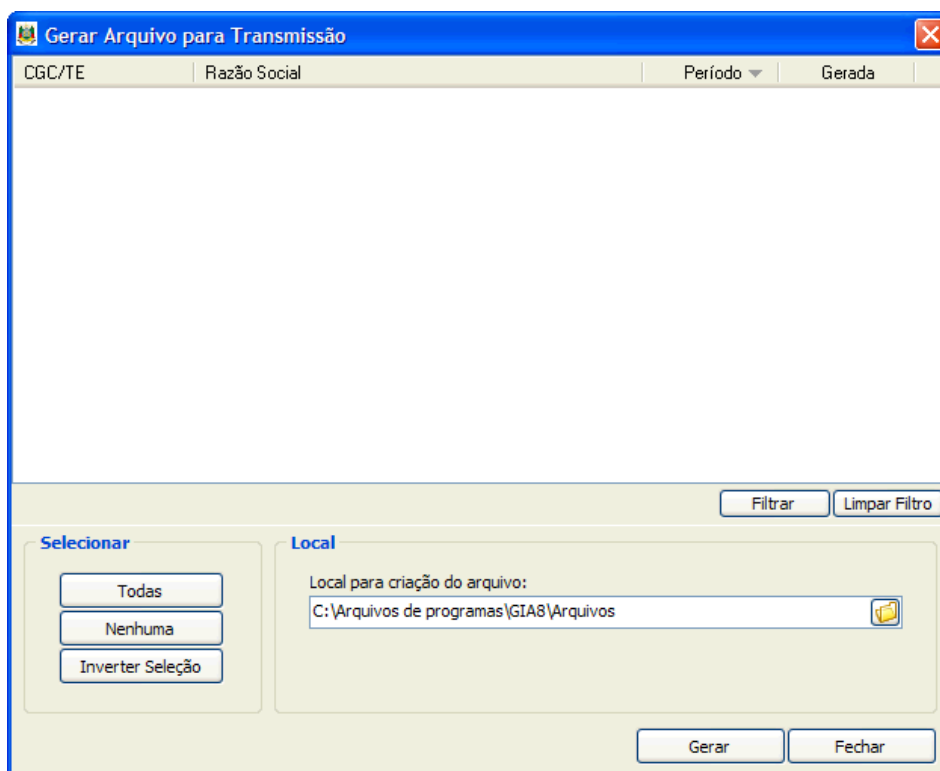 Gerar Arquivo para Transmissão
CGC/TE Razão Social Período Gerada
Filtrar Limpar Filtro
Selecionar
Todas
Nenhuma
Inverter Seleção
Local
Local para criação do arquivo:
C:\Arquivos de programas\GIA8\Arquivos
Gerar Fechar